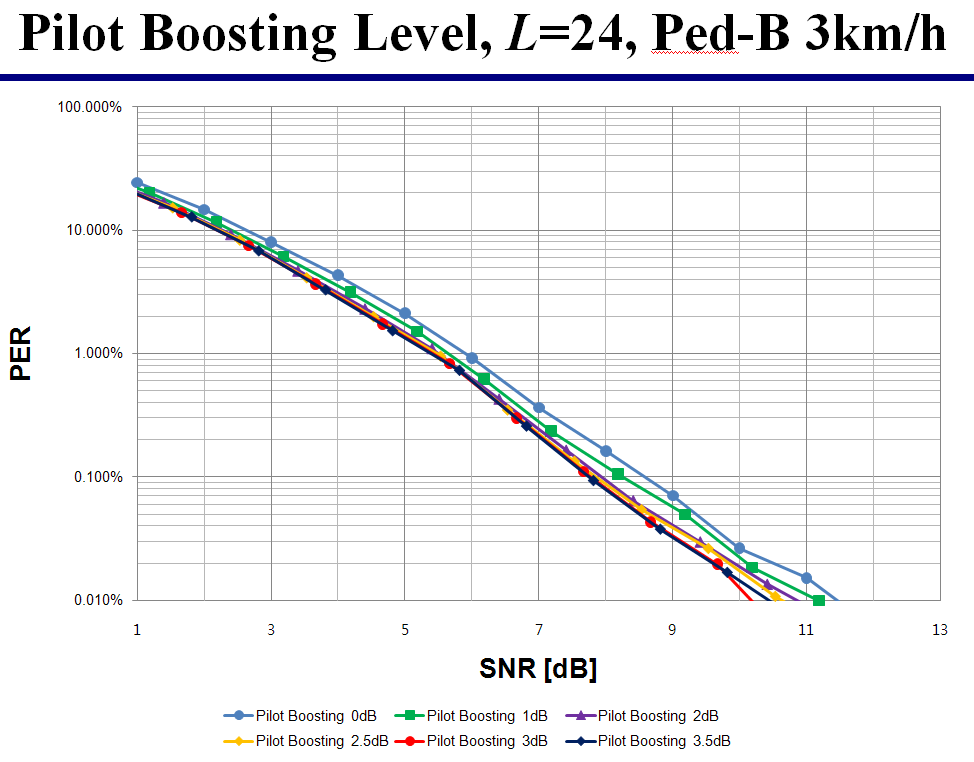 Pilot Boosting Level, L=24, Ped-B 3km/h
100.000%
10.000%
1.000%
0.100%
0.010%
PER
1 3 5 7 9 11 13
SNR [dB]
Pilot Boosting 0dB Pilot Boosting 1dB Pilot Boosting 2dB
Pilot Boosting 2.5dB Pilot Boosting 3dB Pilot Boosting 3.5dB